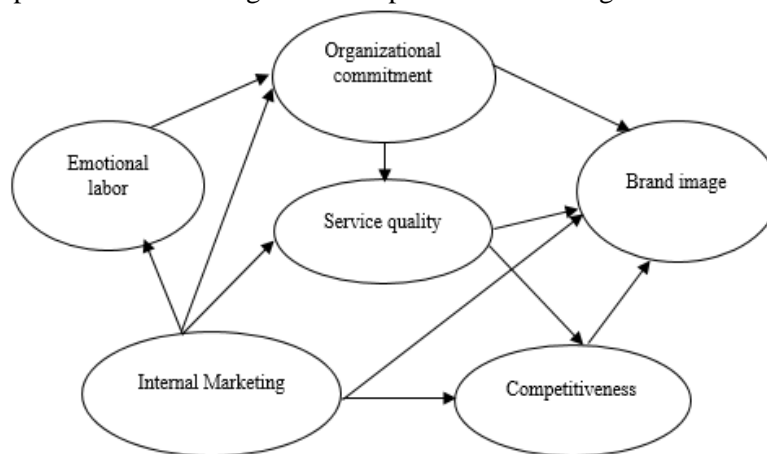 Organizational
commitment
Emotional
labor
Brand image
Service quality
Internal Marketing
Competitiveness